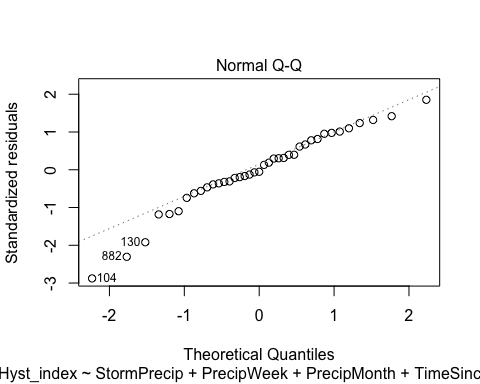 Normal Q-Q
Standardized residuals
2
1
0
-1
-2
-3
130
882
104
-2 -1 0 1 2
Theoretical Quantiles
Hyst_index ~ StormPrecip + PrecipWeek + PrecipMonth + TimeSinc